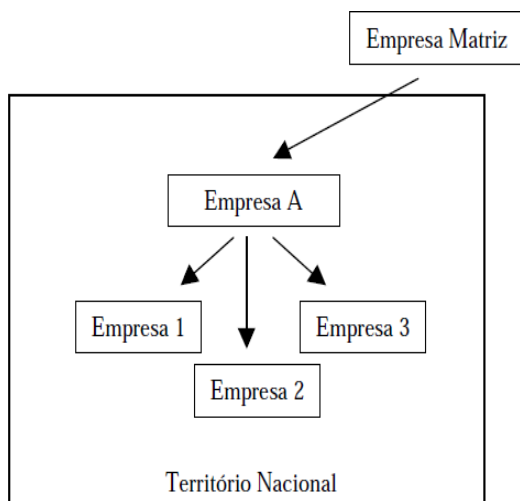 Empresa Matriz
Empresa A
Empresa 1
Empresa 3
Empresa 2
Território Nacional